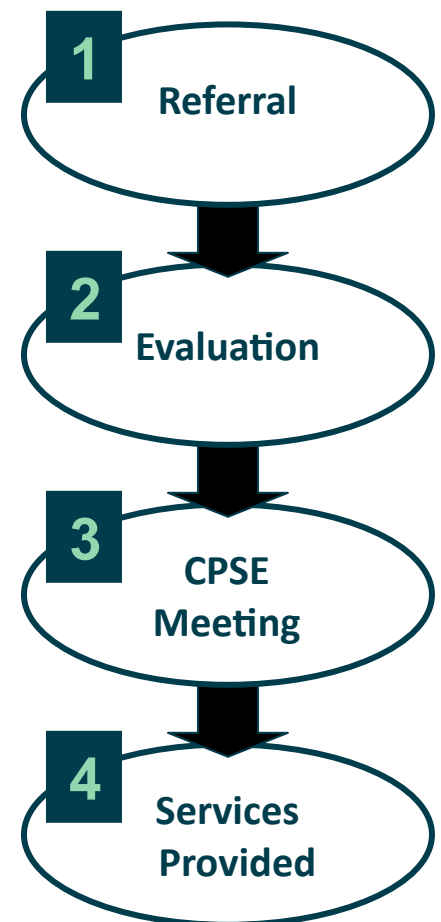 1
Referral
2
Evaluation
3
CPSE
Meeting
4
Services
Provided